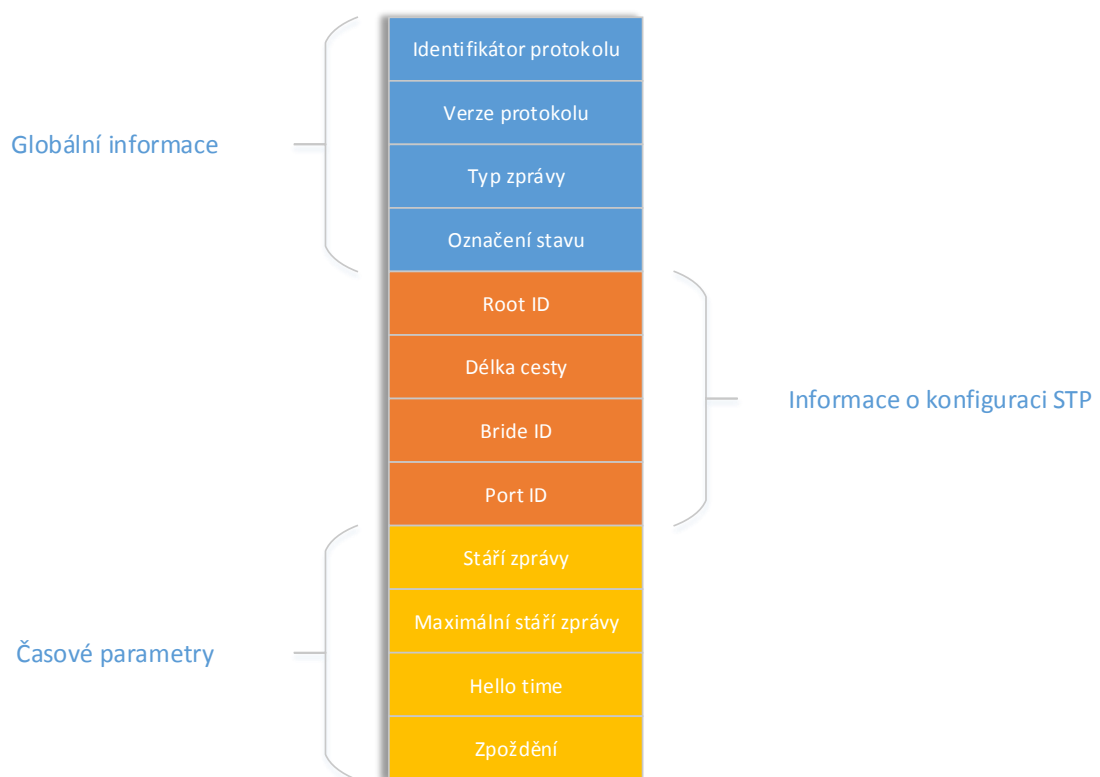 Identifikátor protokolu
Verze protokolu
Globální informace
Typ zprávy
Označení stavu
Root ID
Délka cesty
Informace o konfiguraci STP
Bride ID
Port ID
Stáří zprávy
Maximální stáří zprávy
Časové parametry
Hello time
Zpoždění